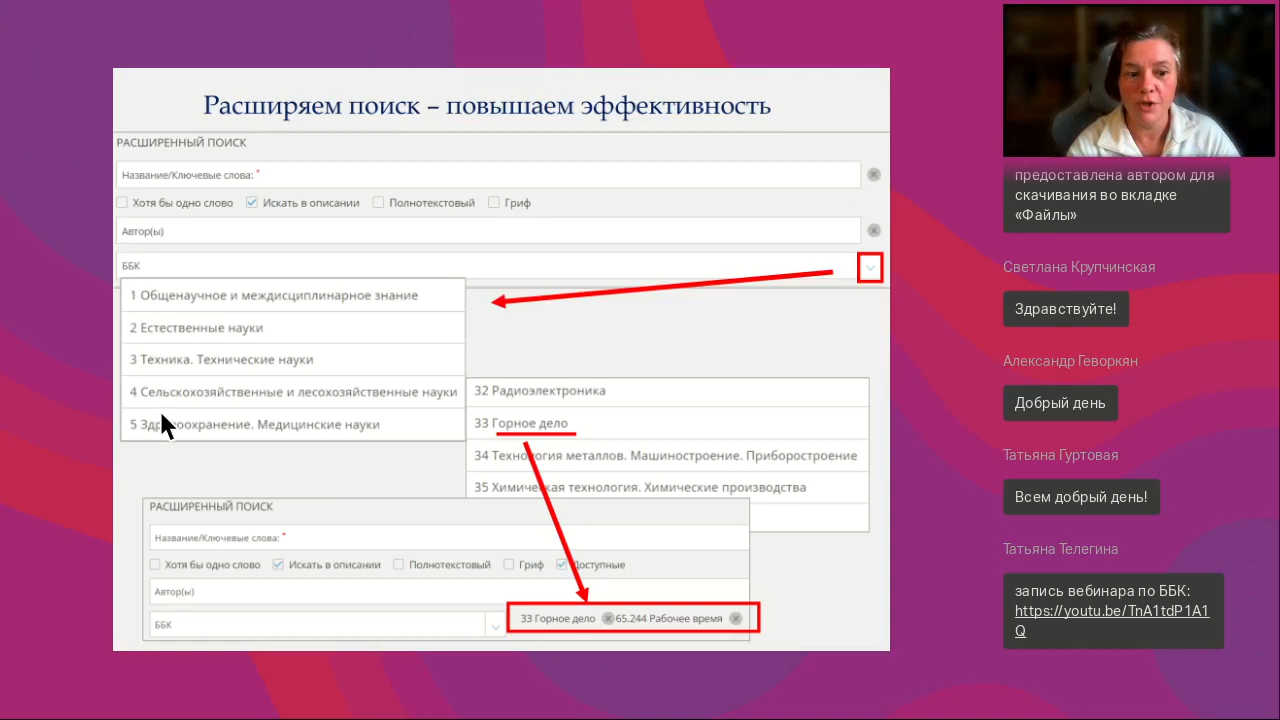 Расширяем поиск – повышаем эффективность
РАСШИРЕННЫЙ ПОИСК
Название/Ключевые слова: *
Хотя бы одно слово Искать в описании Полнотекстовый Гриф
Автор(ы)
ББК
1 Общенаучное и междисциплинарное знание
2 Естественные науки
3 Техника. Технические науки
4 Сельскохозяйственные и лесохозяйственные науки
5 Здравоохранение. Медицинские науки
32 Радиоэлектроника
33 Горное дело
34 Технология металлов. Машиностроение. Приборостроение
35 Химическая технология. Химические производства
РАСШИРЕННЫЙ ПОИСК
Название/Ключевые слова: *
Хотя бы одно слово Искать в описании Полнотекстовый Гриф Доступные
Автор(ы)
ББК
33 Горное дело 65.244 Рабочее время
предоставлена автором для
скачивания во вкладке
«Файлы»
Светлана Крупчинская
Здравствуйте!
Александр Геворкян
Добрый день
Татьяна Гуртовая
Всем добрый день!
Татьяна Телегина
запись вебинара по ББК:
https://youtu.be/TnA1tdP1A1
Q